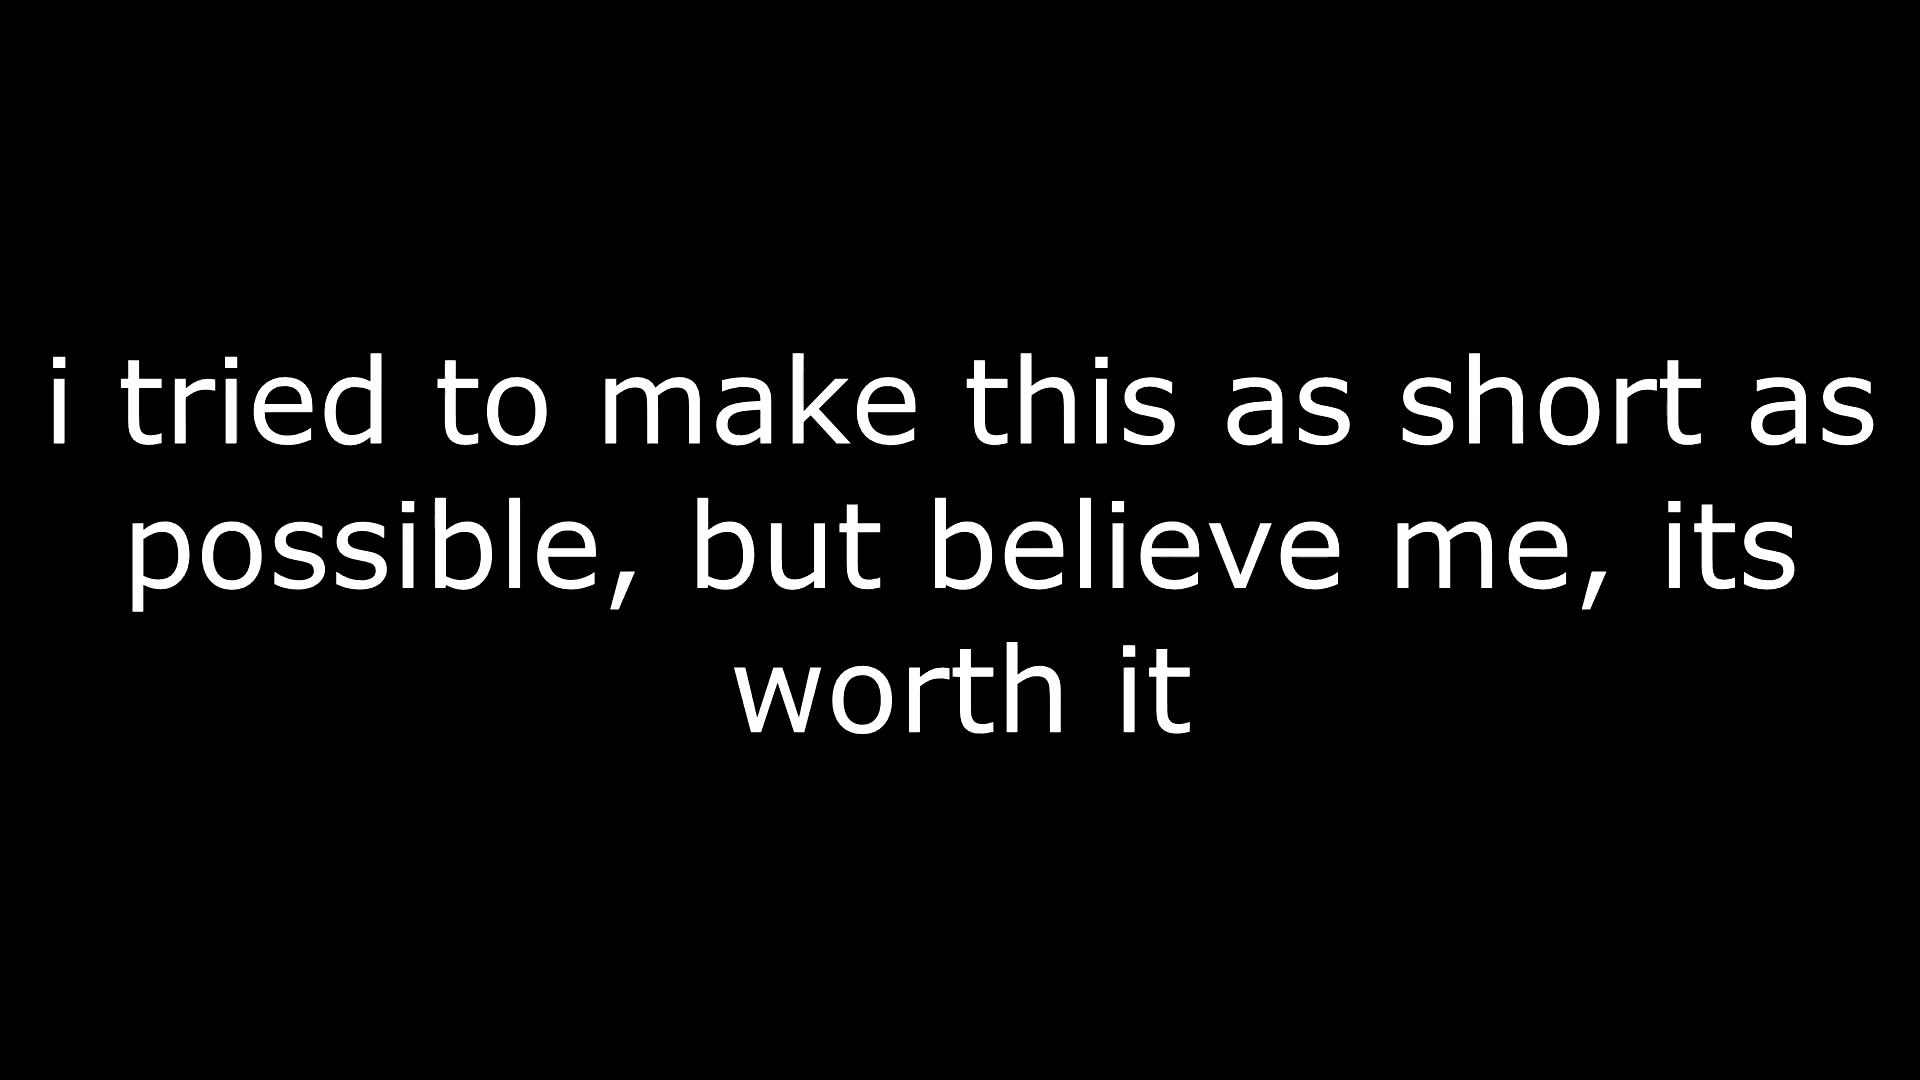 i tried to make this as short as
possible, but believe me, its
worth it